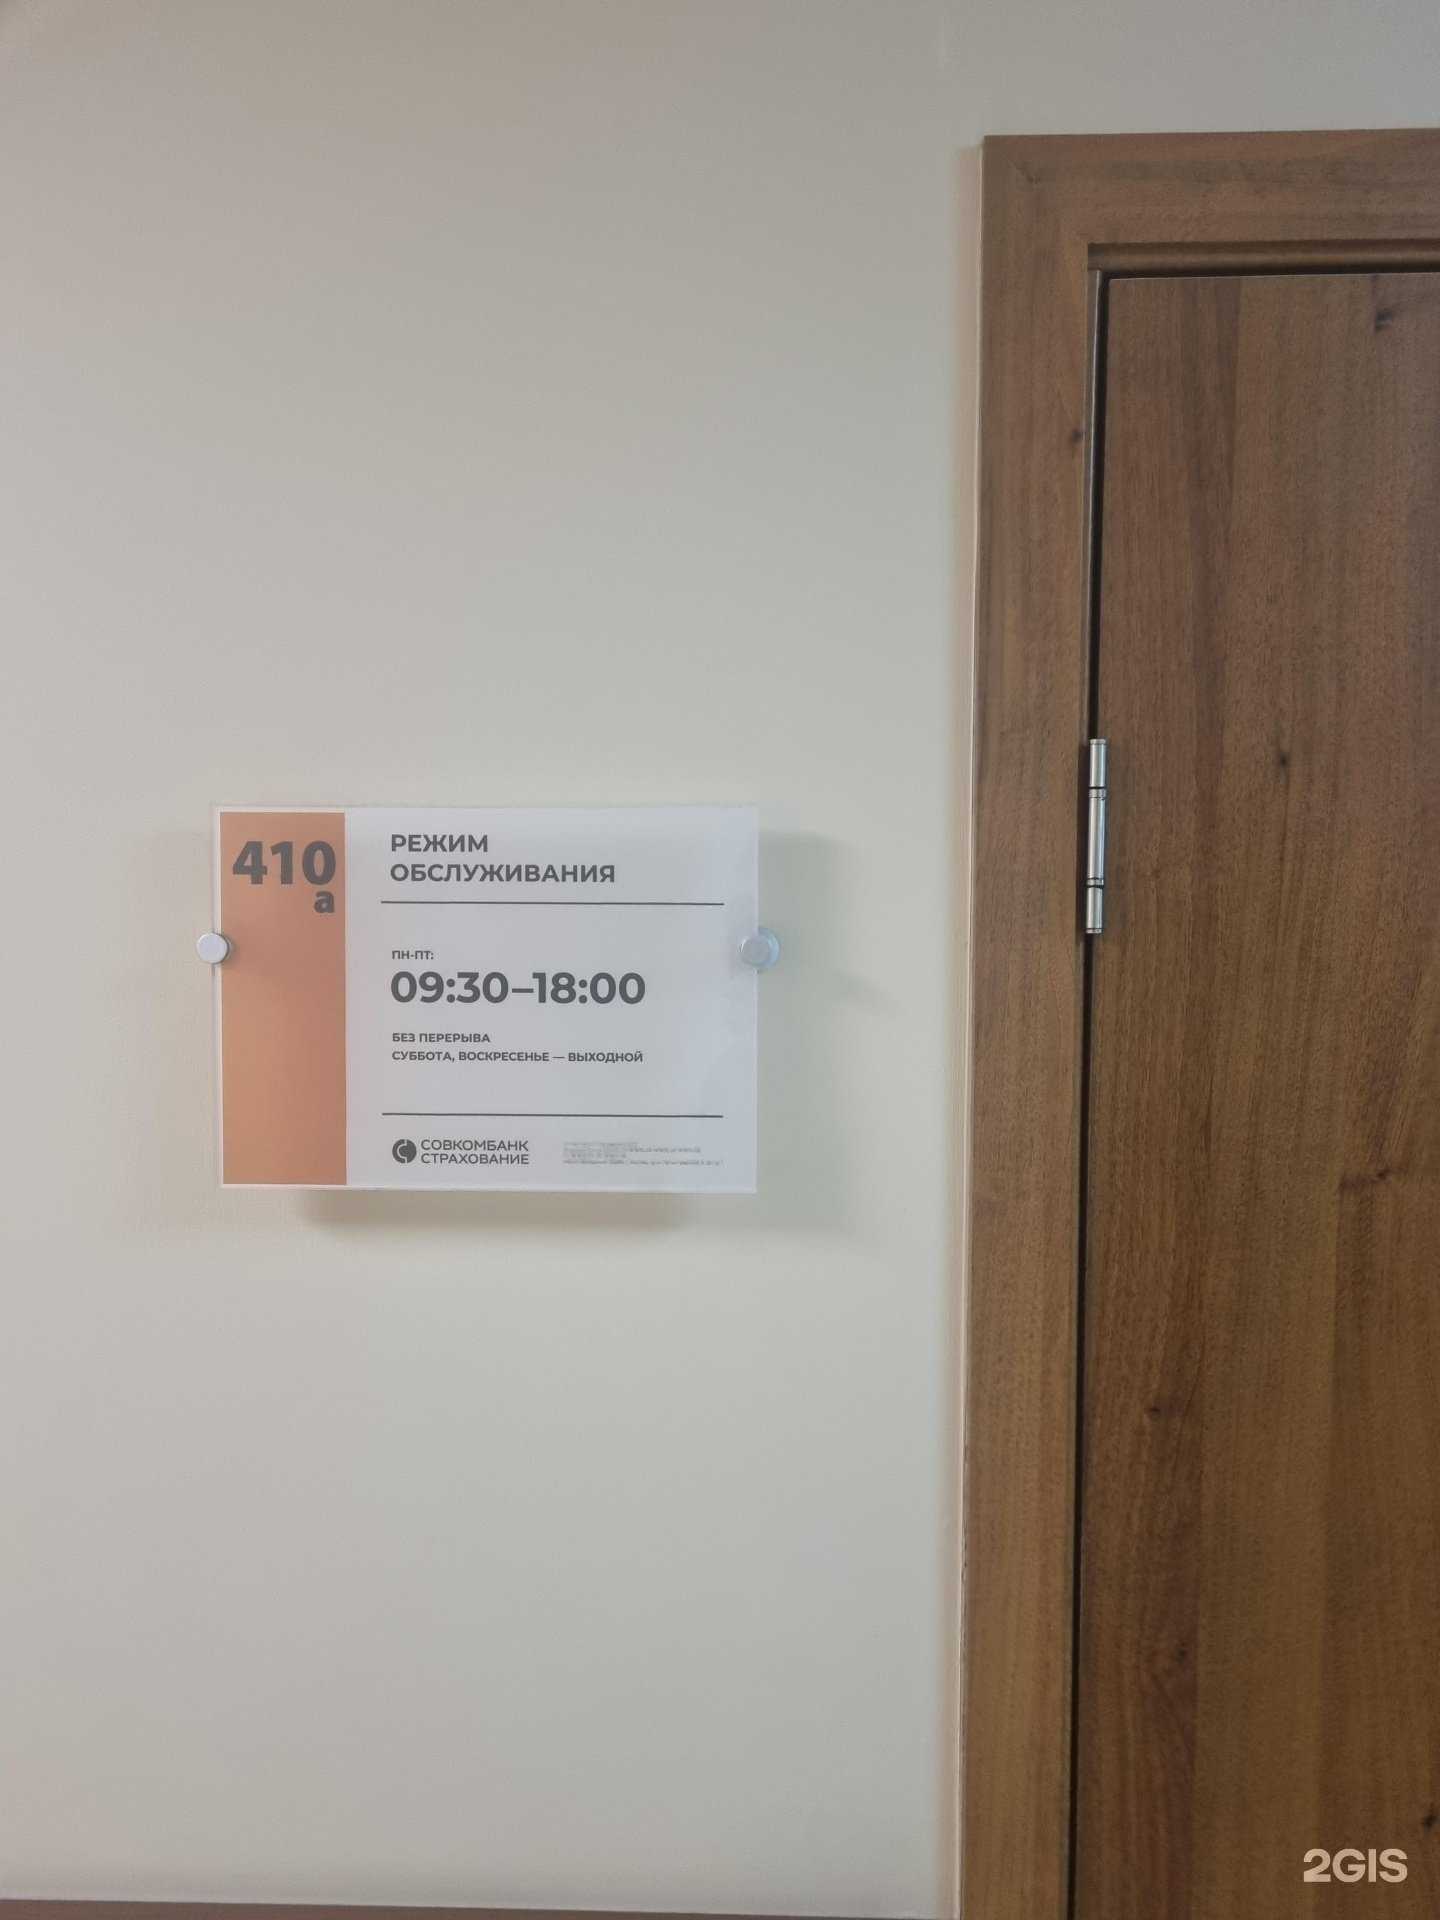 410
а
РЕЖИМ
ОБСЛУЖИВАНИЯ
ПН-ПТ:
09:30–18:00
БЕЗ ПЕРЕРЫВА
СУББОТА, ВОСКРЕСЕНЬЕ — ВЫХОДНОЙ
СОВКОМБАНК
СТРАХОВАНИЕ
2GIS